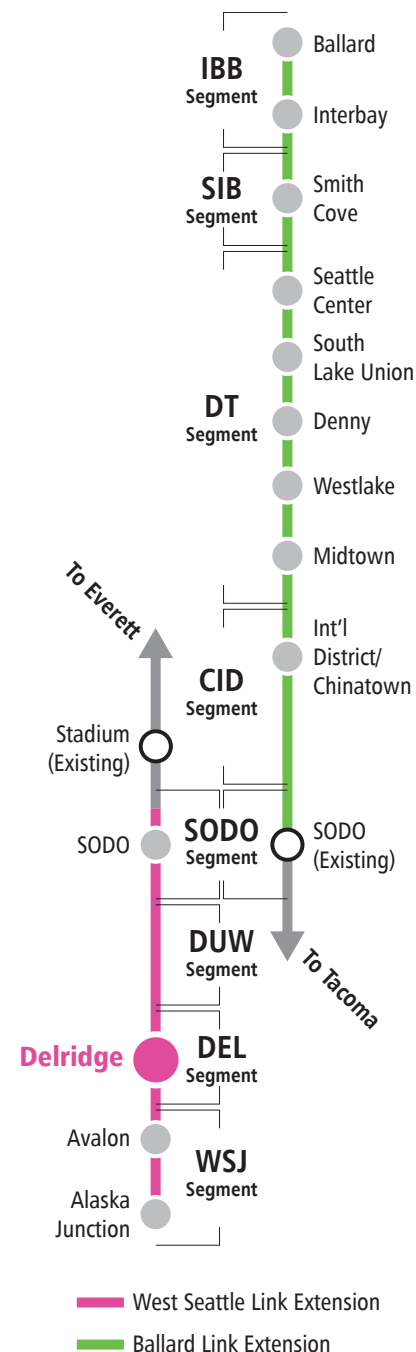 Ballard
IBB
Segment
Interbay
SIB
Segment
Smith
Cove
Seattle
Center
South
Lake Union
DT
Segment
Denny
Westlake
Midtown
To Everett
Int'l
District/
Chinatown
CID
Segment
Stadium
(Existing)
SODO
SODO
Segment
SODO
(Existing)
DUW
Segment
To Tacoma
Delridge
DEL
Segment
Avalon
WSJ
Segment
Alaska
Junction
West Seattle Link Extension
Ballard Link Extension